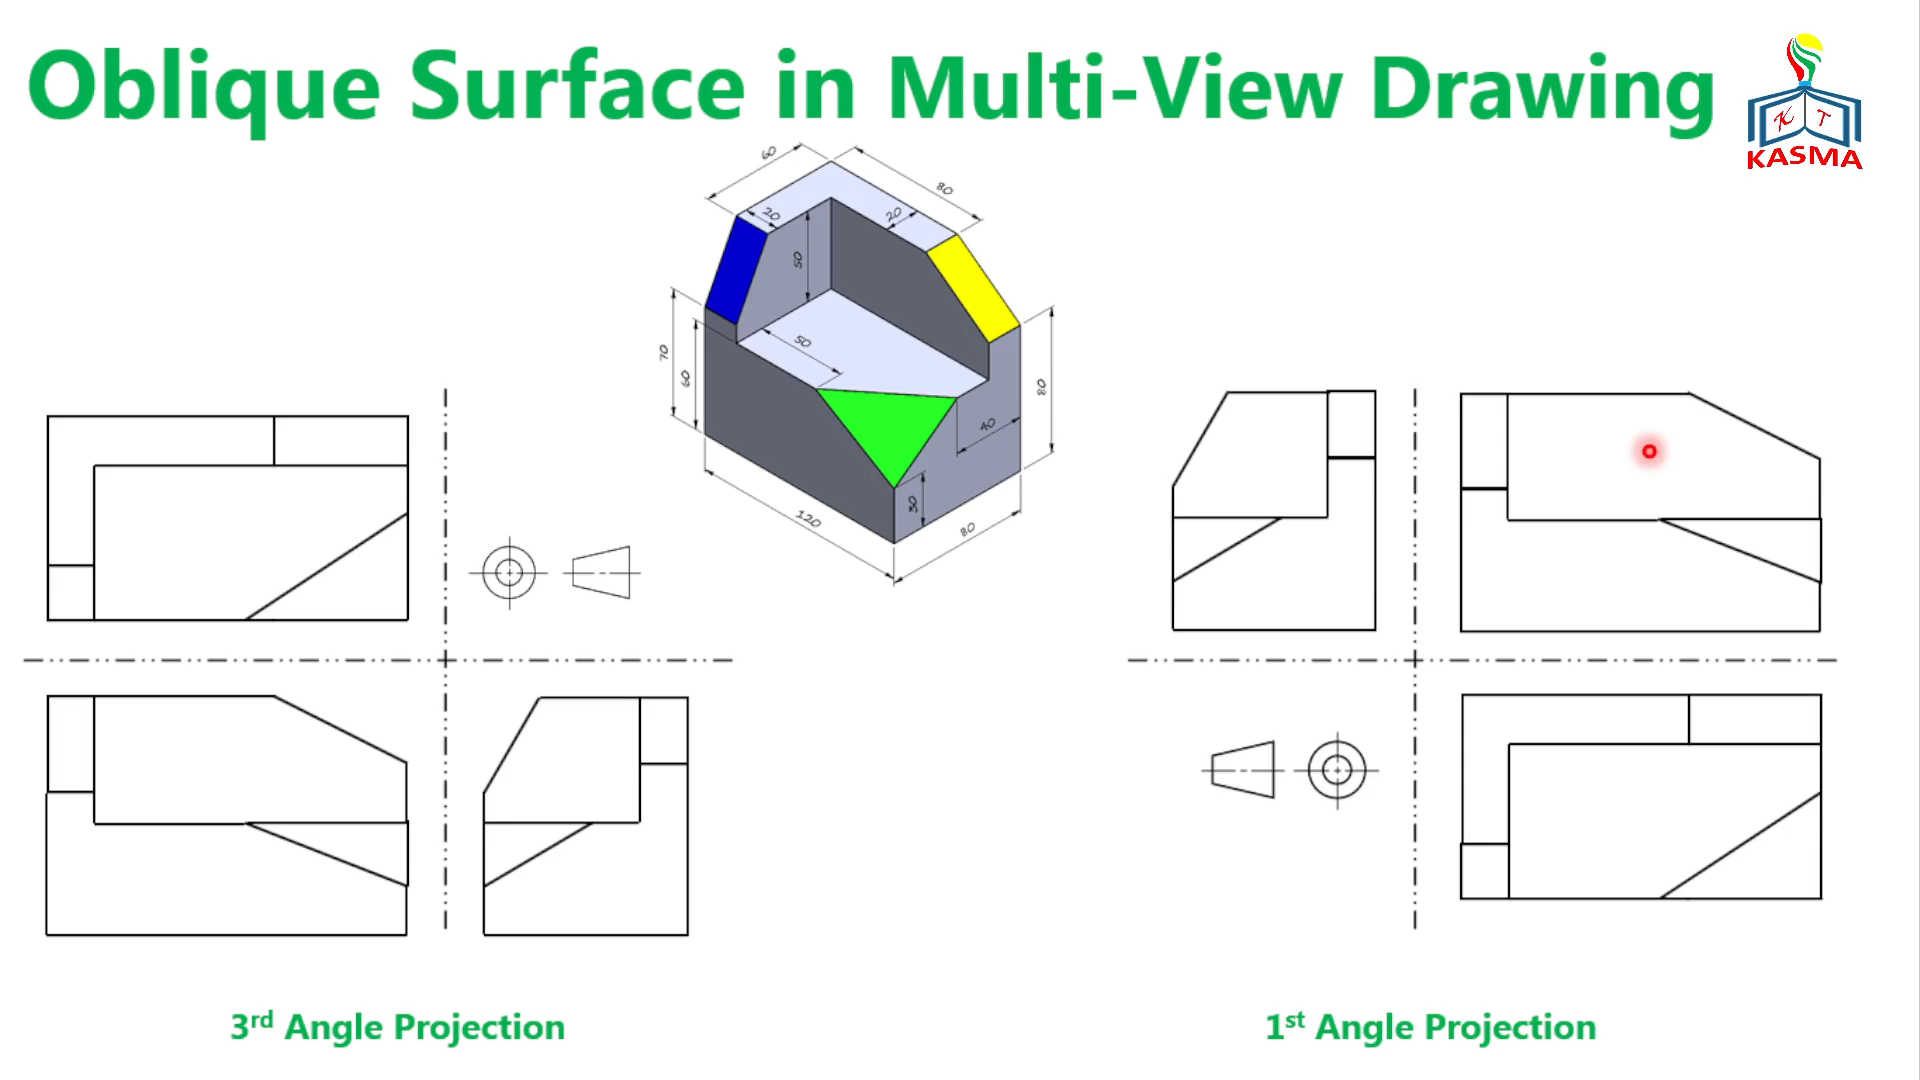 Oblique Surface in Multi-View Drawing
K T
KASMA
60
80
20
20
50
50
70
60
80
40
30
120
80
3rd Angle Projection
1st Angle Projection